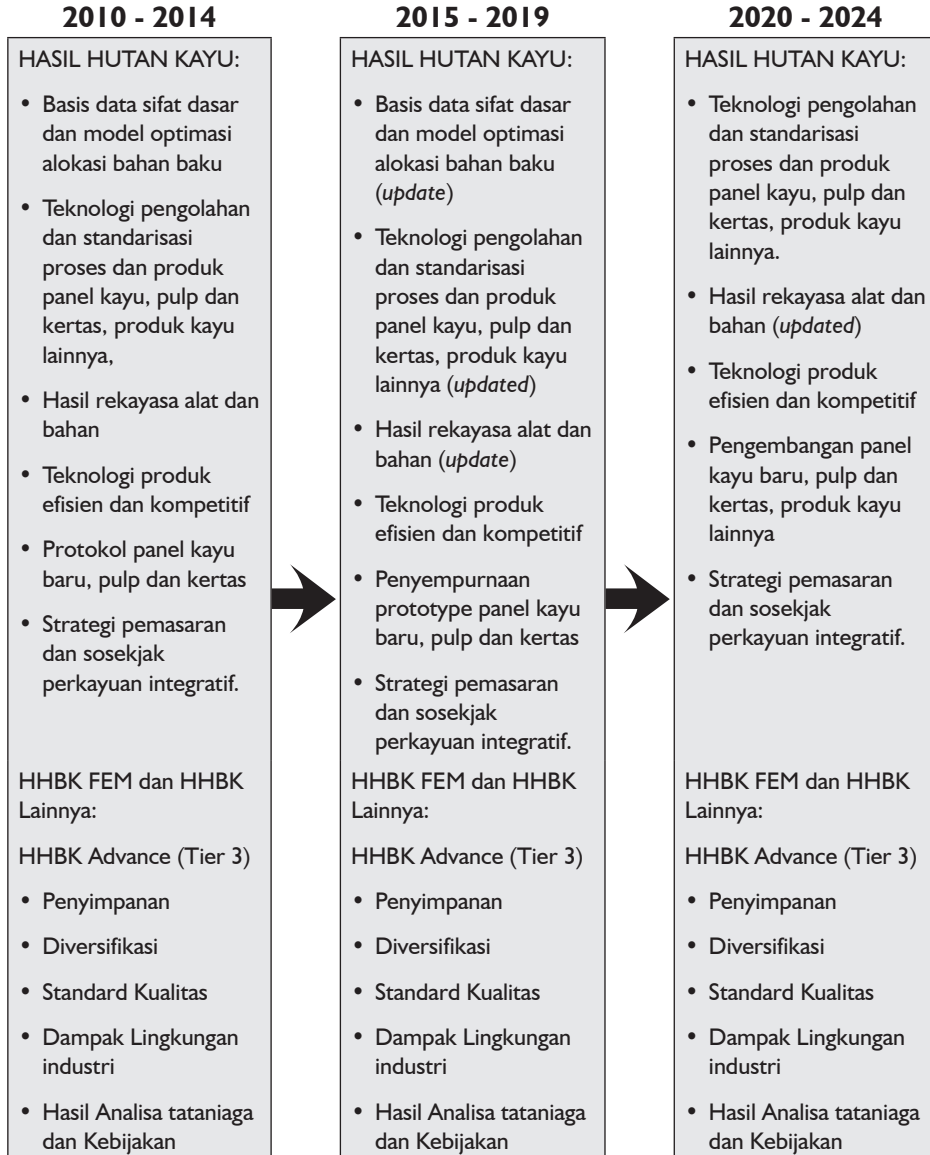 2010 - 2014
HASIL HUTAN KAYU:
• Basis data sifat dasar
dan model optimasi
alokasi bahan baku
• Teknologi pengolahan
dan standarisasi
proses dan produk
panel kayu, pulp dan
kertas, produk kayu
lainnya,
• Hasil rekayasa alat dan
bahan
• Teknologi produk
efisien dan kompetitif
• Protokol panel kayu
baru, pulp dan kertas
• Strategi pemasaran
dan sosekjak
perkayuan integratif.
HHBK FEM dan HHBK
Lainnya:
HHBK Advance (Tier 3)
• Penyimpanan
• Diversifikasi
• Standard Kualitas
• Dampak Lingkungan
industri
• Hasil Analisa tataniaga
dan Kebijakan
2015 - 2019
HASIL HUTAN KAYU:
• Basis data sifat dasar
dan model optimasi
alokasi bahan baku
(update)
• Teknologi pengolahan
dan standarisasi
proses dan produk
panel kayu, pulp dan
kertas, produk kayu
lainnya (updated)
• Hasil rekayasa alat dan
bahan (update)
• Teknologi produk
efisien dan kompetitif
• Penyempurnaan
prototype panel kayu
baru, pulp dan kertas
• Strategi pemasaran
dan sosekjak
perkayuan integratif.
HHBK FEM dan HHBK
Lainnya:
HHBK Advance (Tier 3)
• Penyimpanan
• Diversifikasi
• Standard Kualitas
• Dampak Lingkungan
industri
• Hasil Analisa tataniaga
dan Kebijakan
2020 - 2024
HASIL HUTAN KAYU:
• Teknologi pengolahan
dan standarisasi
proses dan produk
panel kayu, pulp dan
kertas, produk kayu
lainnya.
• Hasil rekayasa alat dan
bahan (updated)
• Teknologi produk
efisien dan kompetitif
• Pengembangan panel
kayu baru, pulp dan
kertas, produk kayu
lainnya
• Strategi pemasaran
dan sosekjak
perkayuan integratif.
HHBK FEM dan HHBK
Lainnya:
HHBK Advance (Tier 3)
• Penyimpanan
• Diversifikasi
• Standard Kualitas
• Dampak Lingkungan
industri
• Hasil Analisa tataniaga
dan Kebijakan